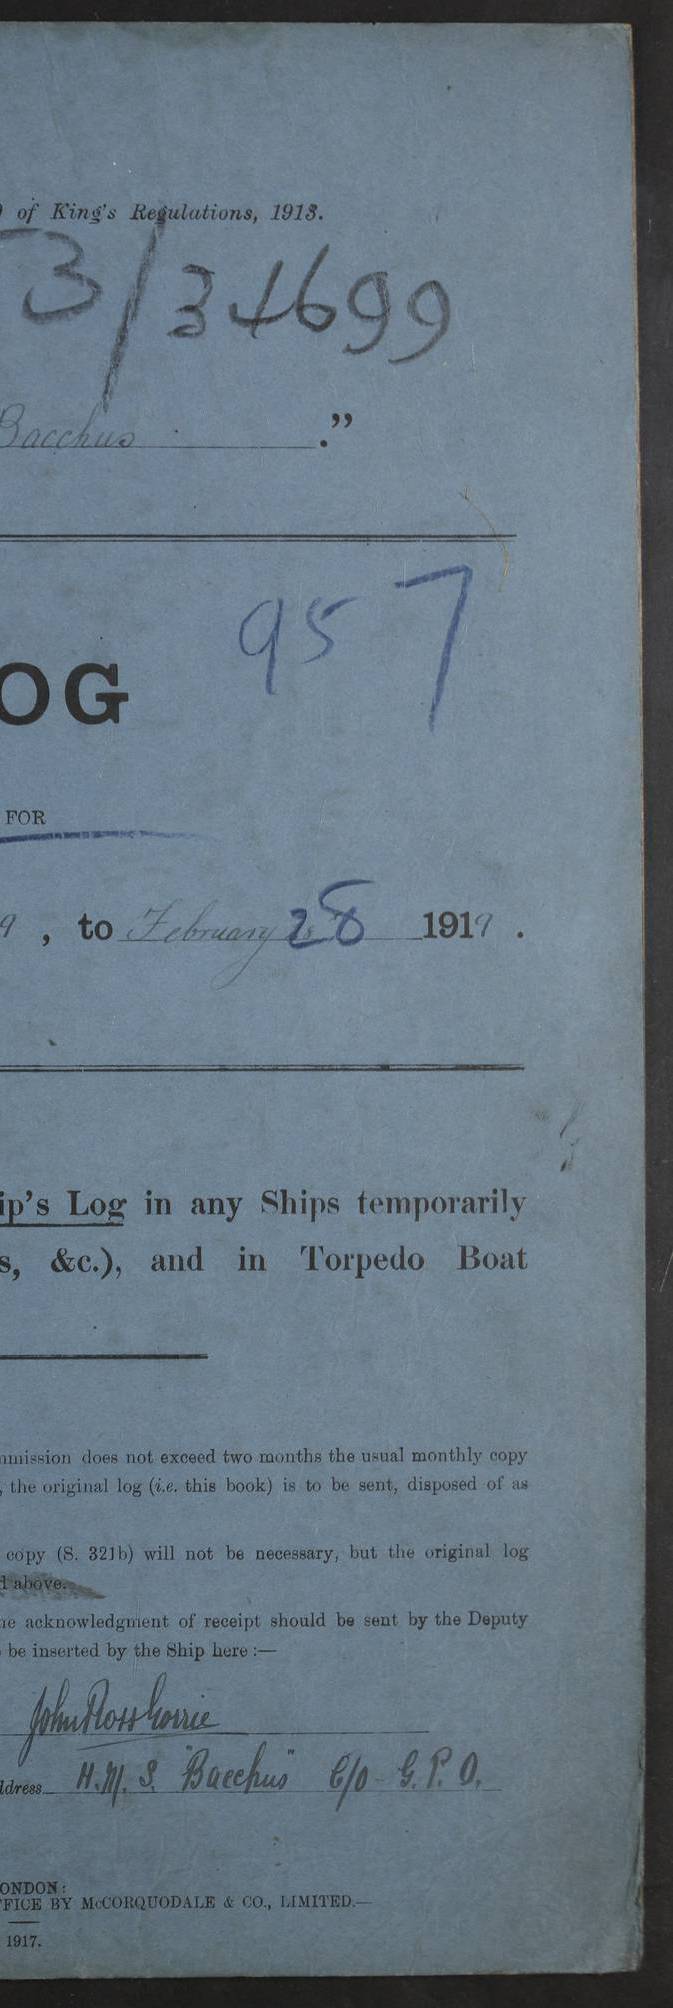 ) of King's Regulations, 1913.
53/34699
Bacchus ."
957
OG
FOR
9 , to February 28 1919 .
ip's Log in any Ships temporarily
s, &c.), and in Torpedo Boat
mmission does not exceed two months the usual monthly copy
, the original log (i.e. this book) is to be sent, disposed of as
copy (S. 321b) will not be necessary, but the original log
d above.
ne acknowledgment of receipt should be sent by the Deputy
be inserted by the Ship here :—
John Ross Gorrie
ddress H.M.S. "Bacchus" C/O G.P.O.
ONDON:
FFICE BY McCORQUODALE & CO., LIMITED.—
1917.